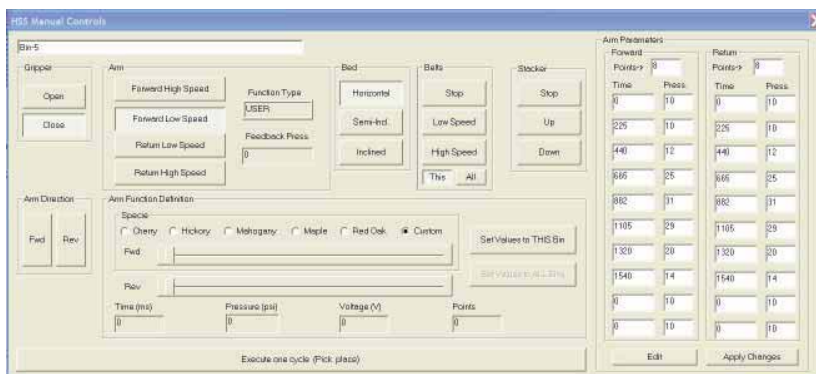 HSS Manual Controls
Bin-5
Gripper
Open
Close
Arm
Forward High Speed
Forward Low Speed
Return Low Speed
Return High Speed
Function Type
USER
Feedback Press.
0
Bed
Horizontal
Semi-Incl.
Inclined
Belts
Stop
Low Speed
High Speed
This All
Stacker
Stop
Up
Down
Arm Direction
Fwd Rev
Arm Function Definition
Specie
Cherry Hickory Mahogany Maple Red Oak Custom
Fwd
Rev
Set Values to THIS Bin
Set Values to ALL Bins
Time (ms) Pressure (psi) Voltage (V) Points
0 0 0 0
Execute one cycle (Pick place)
Arm Parameters
Forward
Points-> 8
Time Press.
0 10
225 10
440 12
665 25
882 31
1105 29
1320 20
1540 14
0 10
0 10
Return
Points-> 8
Time Press.
0 10
225 10
440 12
665 25
882 31
1105 29
1320 20
1540 14
0 10
0 10
Edit Apply Changes